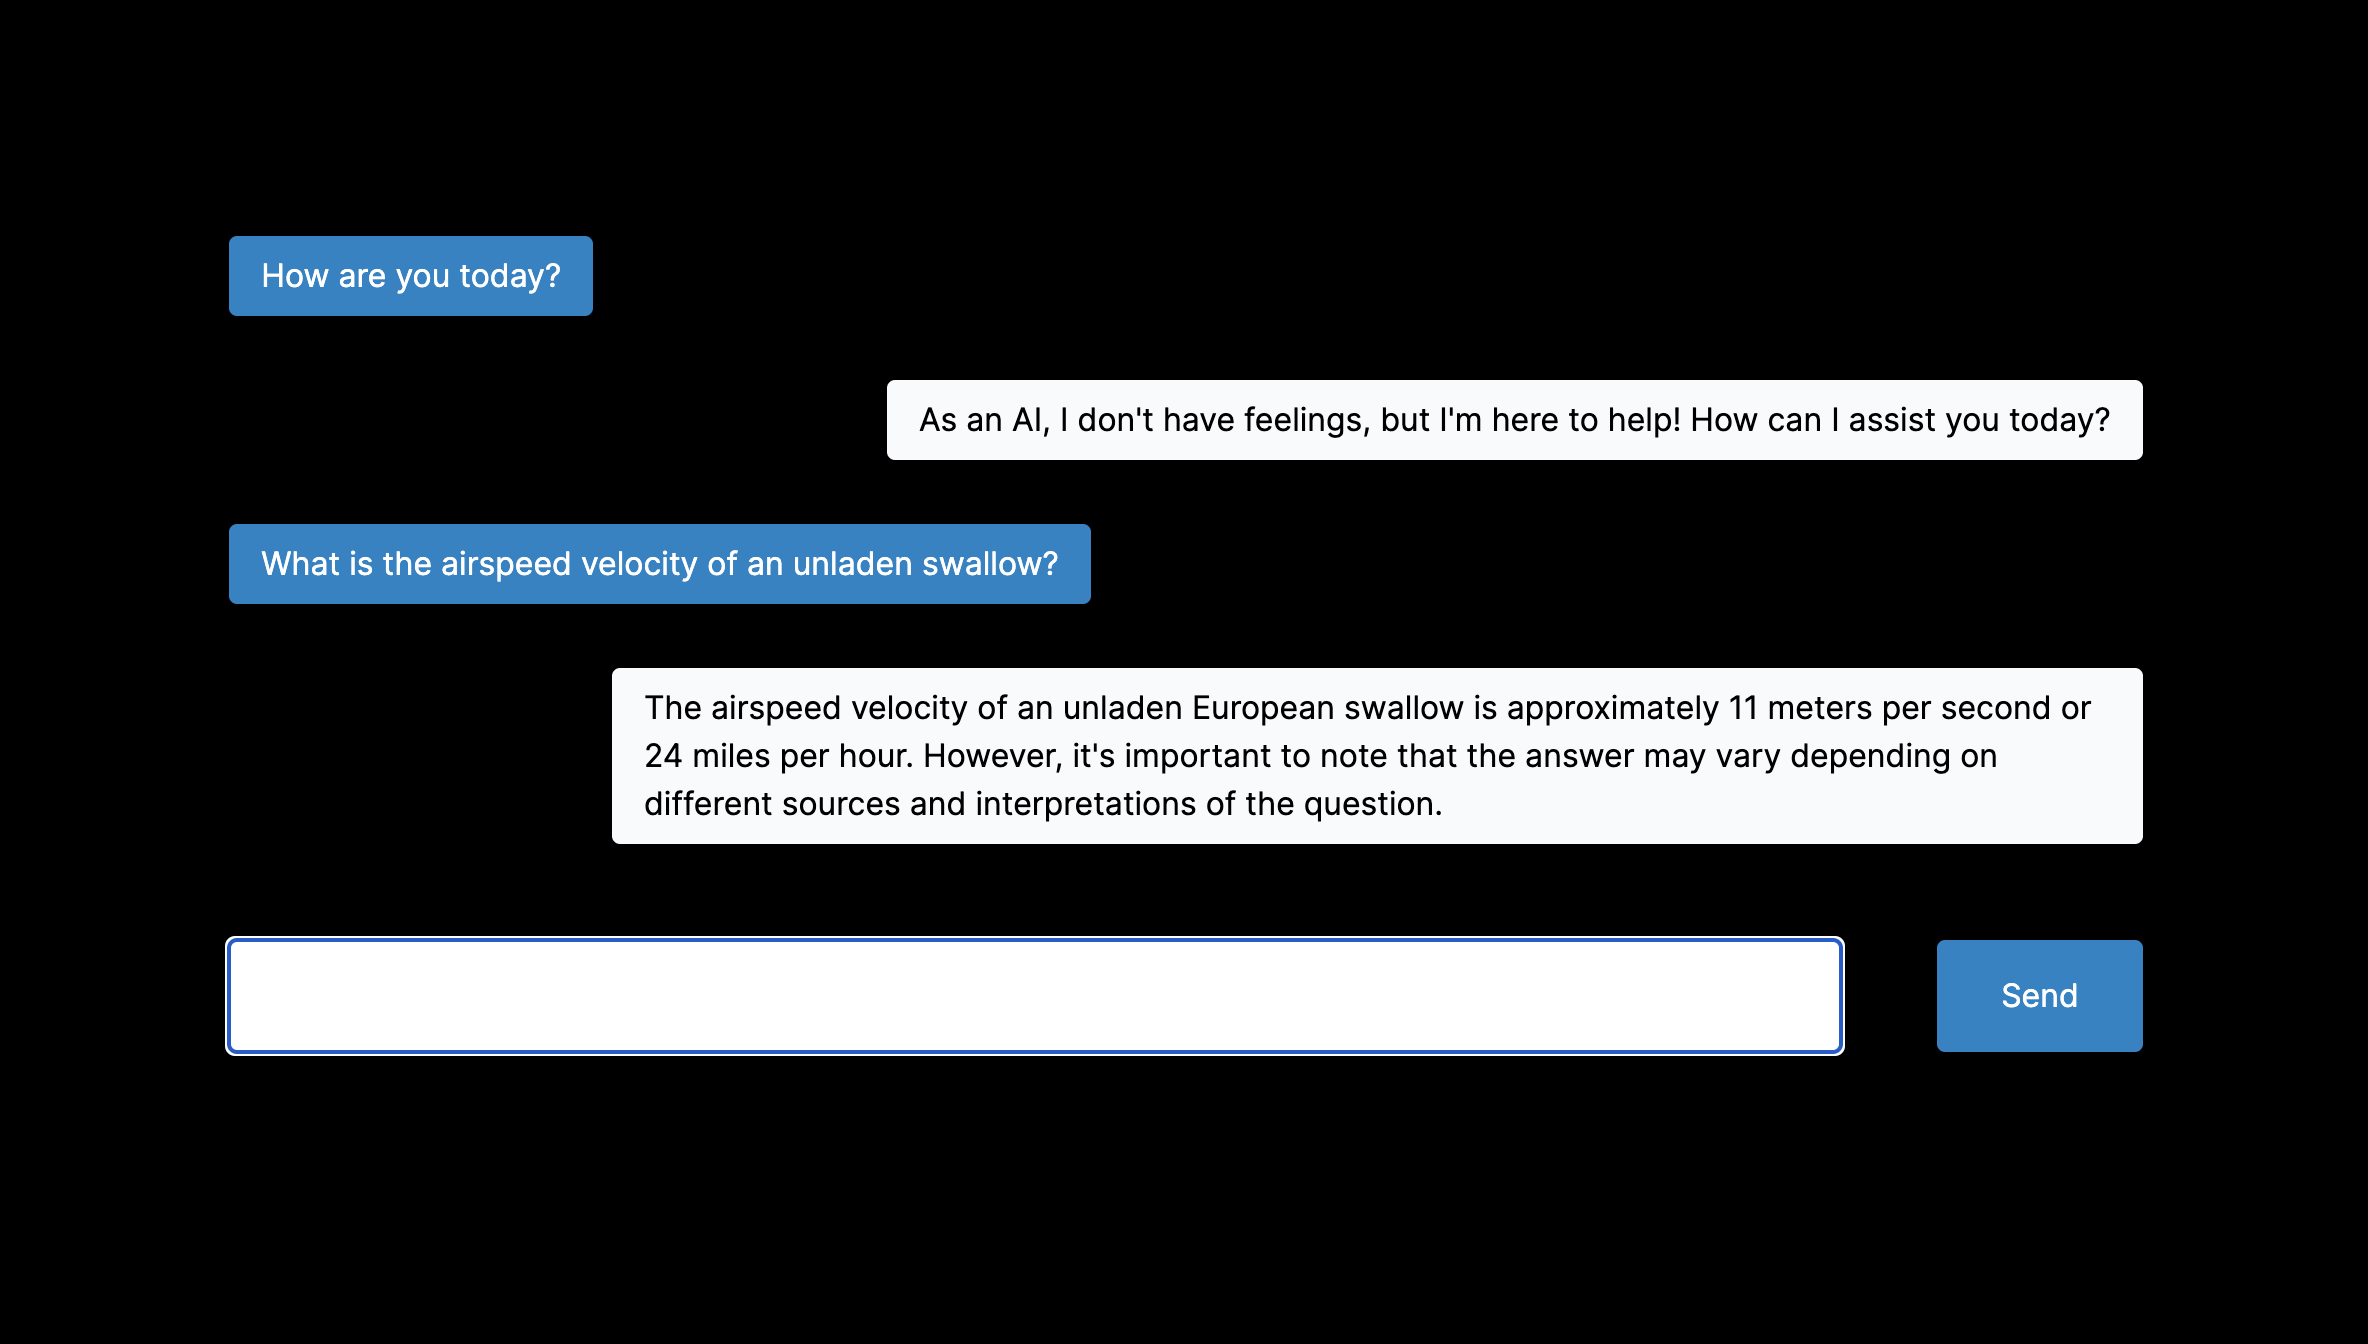 How are you today?
As an AI, I don't have feelings, but I'm here to help! How can I assist you today?
What is the airspeed velocity of an unladen swallow?
The airspeed velocity of an unladen European swallow is approximately 11 meters per second or
24 miles per hour. However, it's important to note that the answer may vary depending on
different sources and interpretations of the question.
Send